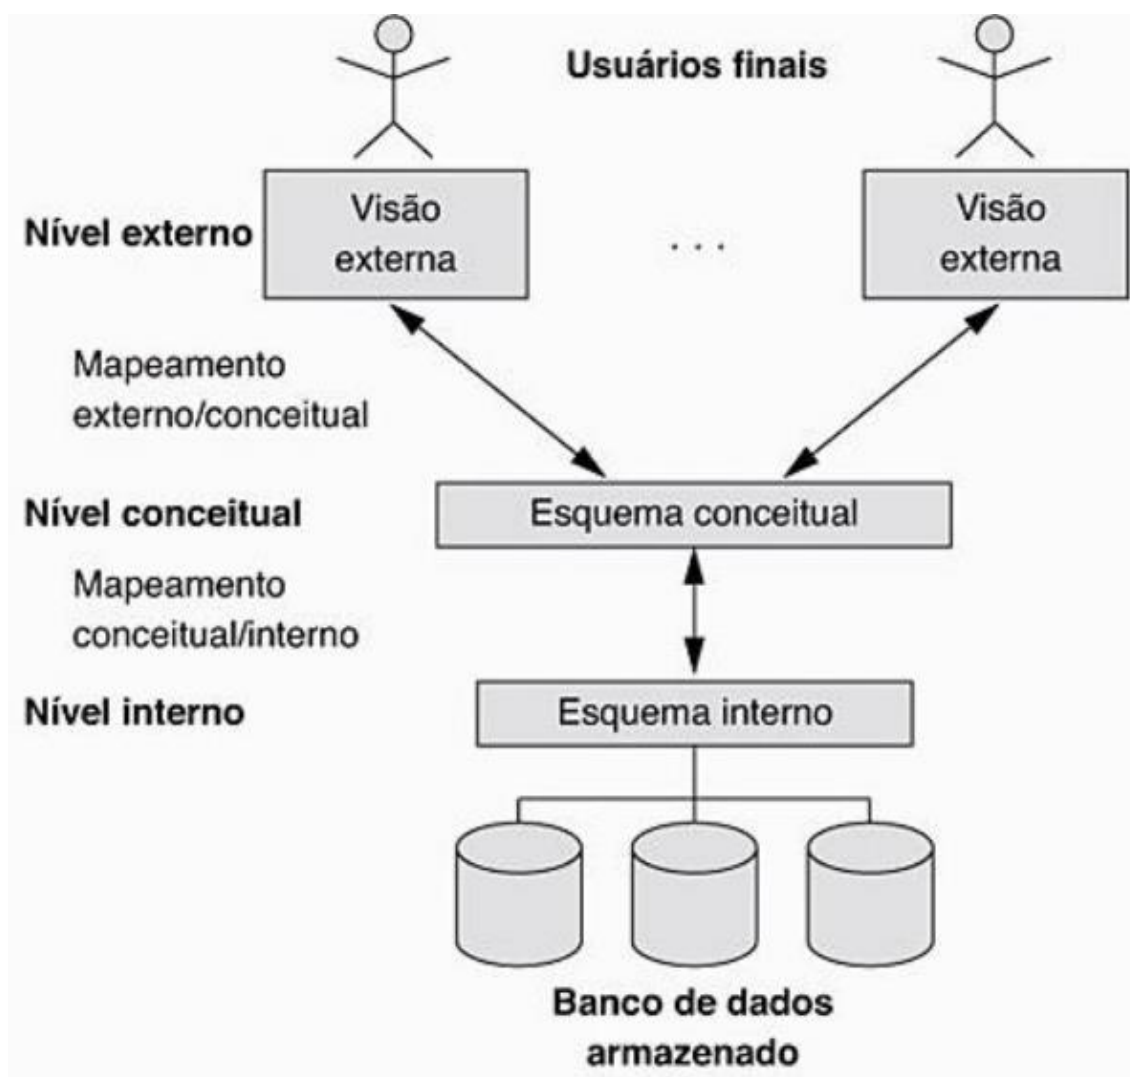 Usuários finais
Nível externo
Visão
externa
. . .
Visão
externa
Mapeamento
externo/conceitual
Nível conceitual
Esquema conceitual
Mapeamento
conceitual/interno
Nível interno
Esquema interno
Banco de dados
armazenado